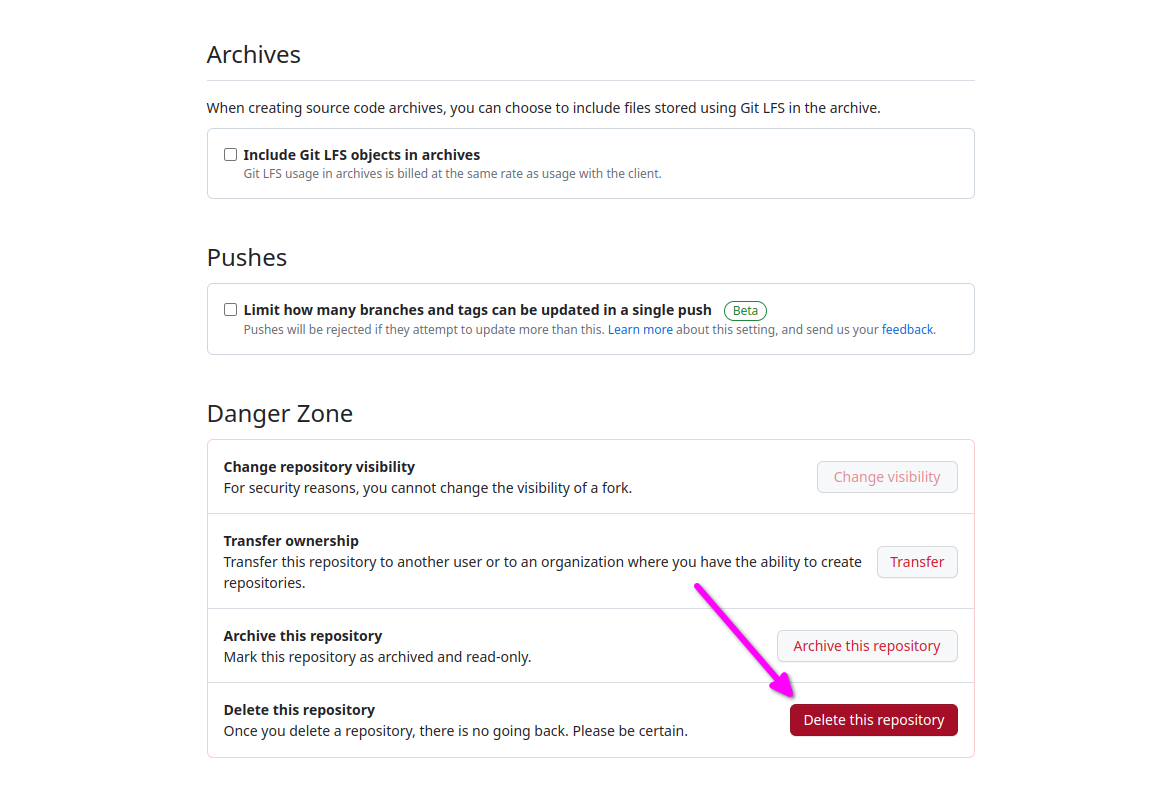 Archives
When creating source code archives, you can choose to include files stored using Git LFS in the archive.
Include Git LFS objects in archives
Git LFS usage in archives is billed at the same rate as usage with the client.
Pushes
Limit how many branches and tags can be updated in a single push Beta
Pushes will be rejected if they attempt to update more than this. Learn more about this setting, and send us your feedback.
Danger Zone
Change repository visibility
For security reasons, you cannot change the visibility of a fork.
Change visibility
Transfer ownership
Transfer this repository to another user or to an organization where you have the ability to create
repositories.
Transfer
Archive this repository
Mark this repository as archived and read-only.
Archive this repository
Delete this repository
Once you delete a repository, there is no going back. Please be certain.
Delete this repository